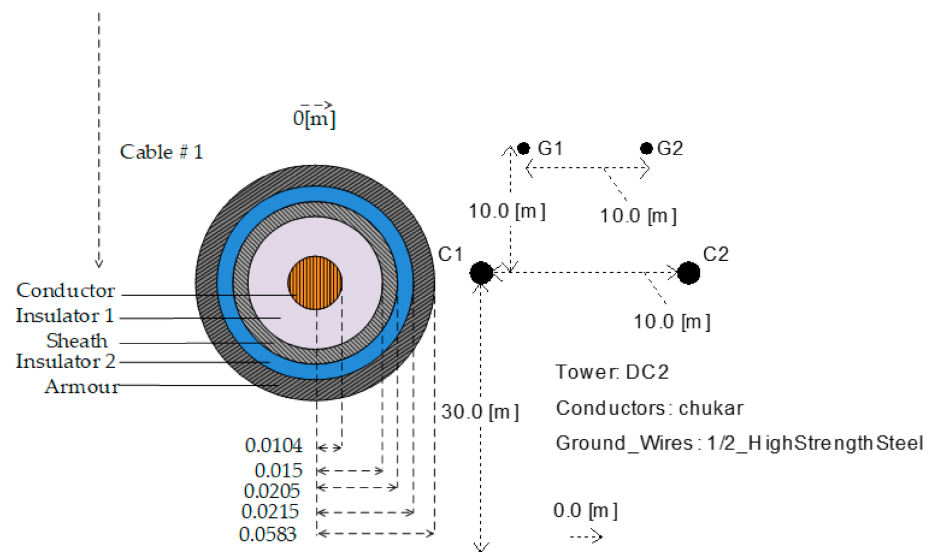 0[m]
Cable # 1
G1
G2
10.0 [m]
10.0 [m]
C1
C2
10.0 [m]
Conductor
Insulator 1
Sheath
Insulator 2
Armour
30.0 [m]
Tower: DC2
Conductors: chukar
Ground_Wires: 1/2_HighStrengthSteel
0.0104
0.015
0.0205
0.0215
0.0583
0.0 [m]